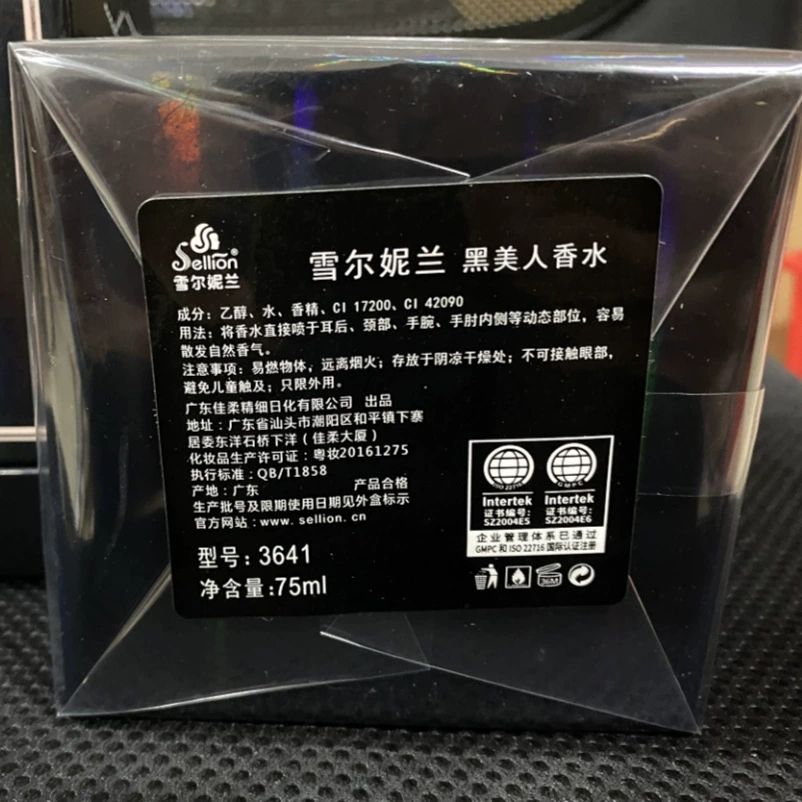 Sellion®
雪尔妮兰
雪尔妮兰 黑美人香水
成分：乙醇、水、香精、CI 17200、CI 42090
用法：将香水直接喷于耳后、颈部、手腕、手肘内侧等动态部位，容易
散发自然香气。
注意事项：易燃物体，远离烟火；存放于阴凉干燥处；不可接触眼部，
避免儿童触及；只限外用。
广东佳柔精细日化有限公司 出品
地址：广东省汕头市潮阳区和平镇下寨
居委东洋石桥下洋（佳柔大厦）
化妆品生产许可证：粤妆20161275
执行标准：QB/T1858
产地：广东 产品合格
生产批号及限期使用日期见外盒标示
官方网站：www.sellion.cn
型号：3641
净含量：75ml
ISO 22716
GMPC
Intertek Intertek
证书编号： 证书编号：
SZ2004E5 SZ2004E6
企业管理体系已通过
GMPC 和 ISO 22716 国际认证注册
36M